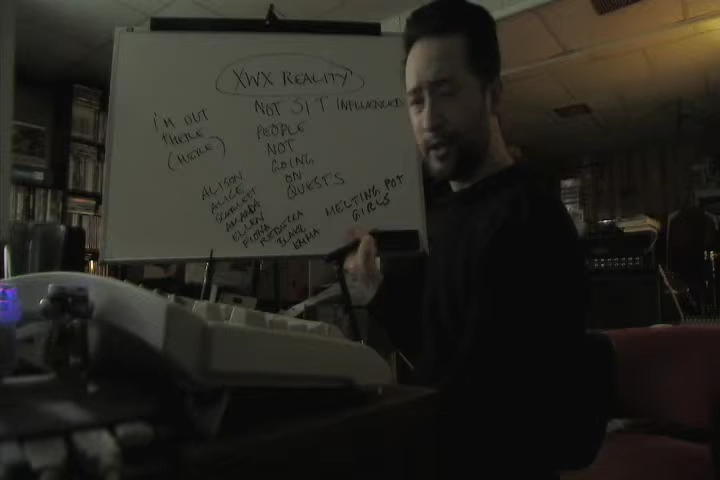 XWX REALITY
I'M OUT
THERE
(HERE)
NOT SIT INFLUENCED
PEOPLE
NOT
GOING
ON
QUESTS
ALISON
ALICE
SCARLETT
AMANDA
ELLEN
FIONA
REBECCA
BLAKE
EMMA
MELTING POT
GIRLS